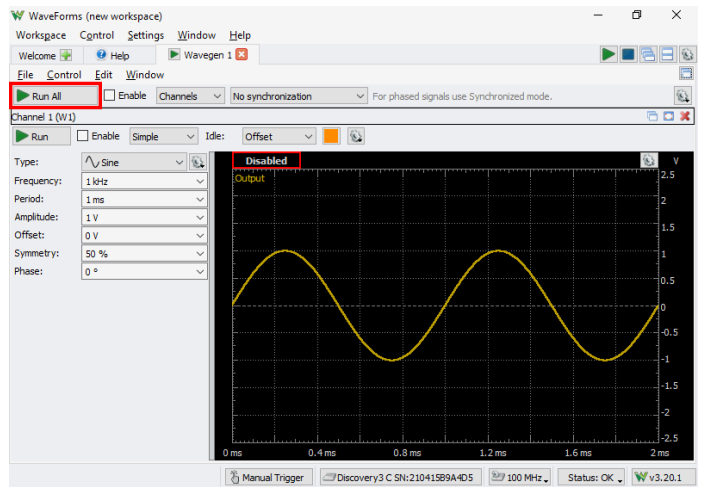 WaveForms (new workspace)
Workspace Control Settings Window Help
Welcome Help Wavegen 1
File Control Edit Window
Run All Enable Channels No synchronization For phased signals use Synchronized mode.
Channel 1 (W1)
Run Enable Simple Idle: Offset
Type: Sine
Frequency: 1 kHz
Period: 1 ms
Amplitude: 1 V
Offset: 0 V
Symmetry: 50 %
Phase: 0 °
Disabled V
Output
2.5
2
1.5
1
0.5
0
-0.5
-1
-1.5
-2
-2.5
0 ms 0.4 ms 0.8 ms 1.2 ms 1.6 ms 2 ms
Manual Trigger Discovery3 C SN:210415B9A4D5 100 MHz Status: OK v3.20.1